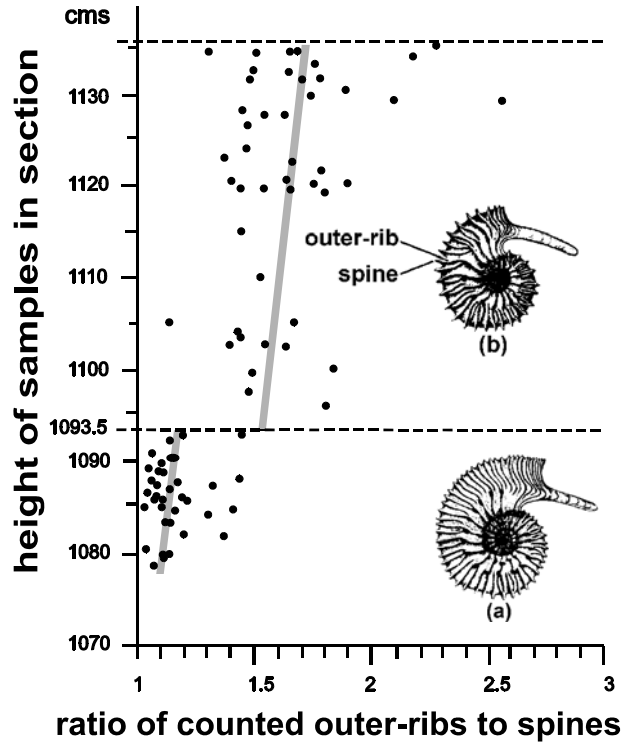 cms
height of samples in section
1130
1120
1110
1100
1093.5
1090
1080
1070
outer-rib
spine
(b)
(a)
1
1.5
2
2.5
3
ratio of counted outer-ribs to spines